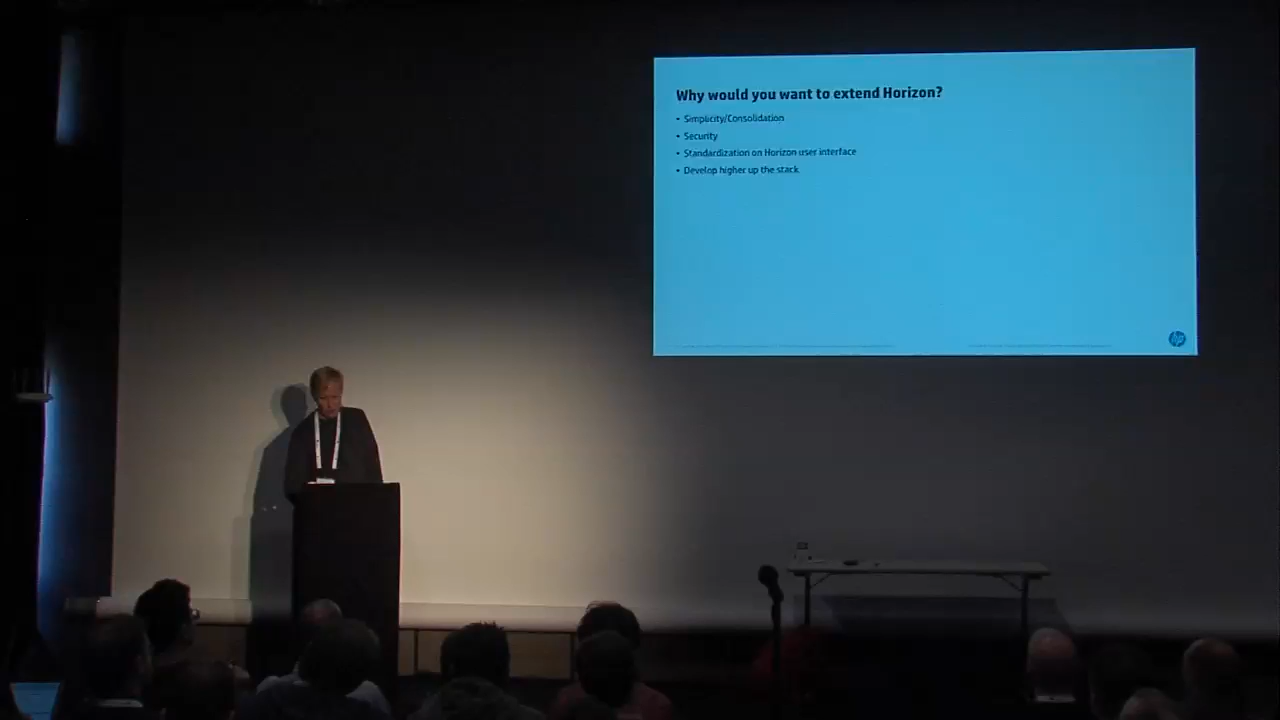 Why would you want to extend Horizon?
• Simplicity/Consolidation
• Security
• Standardization on Horizon user interface
• Develop higher up the stack
hp